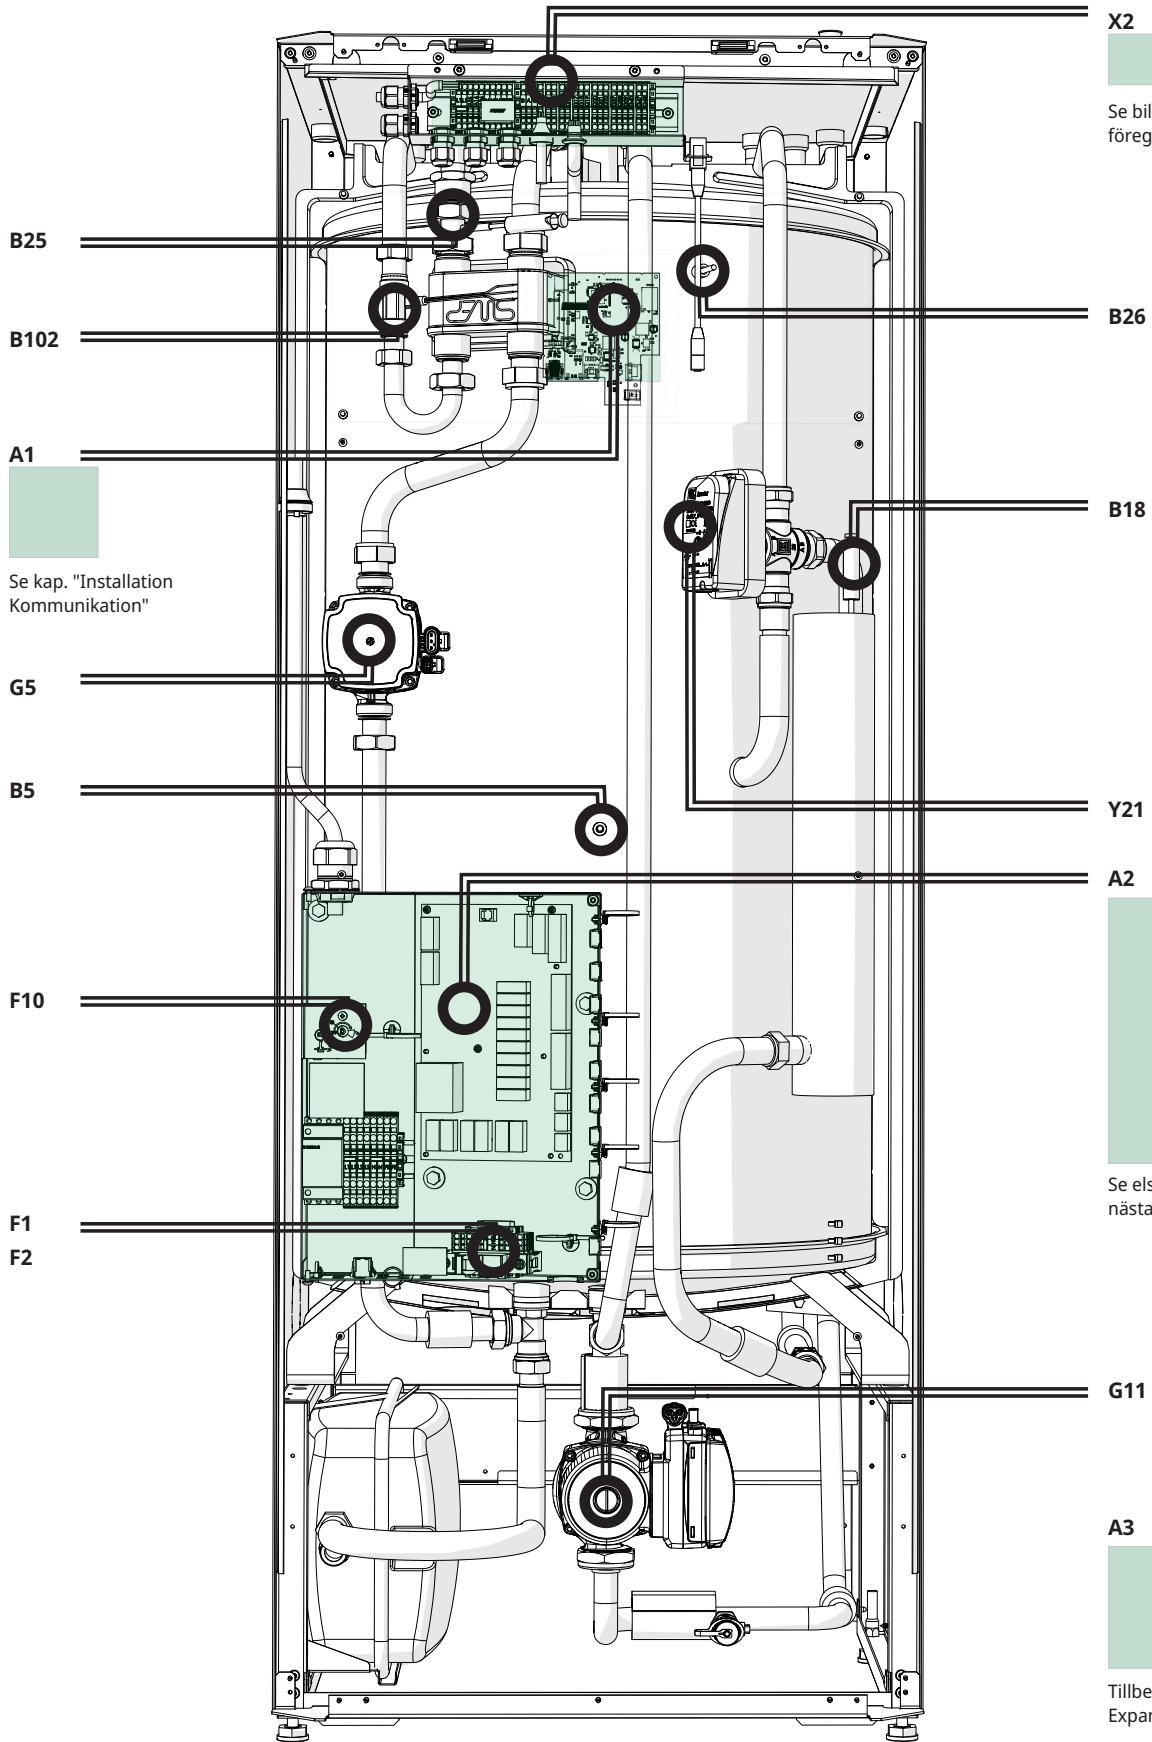 X2
Se bil
föreg
B25
B102
B26
A1
B18
Se kap. "Installation
Kommunikation"
G5
B5
Y21
A2
F10
Se els
nästa
F1
F2
G11
A3
Tillbe
Expan